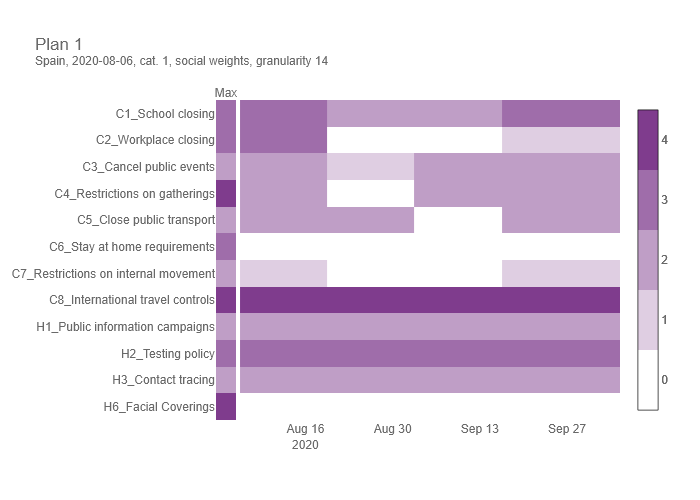 Plan 1
Spain, 2020-08-06, cat. 1, social weights, granularity 14
Max
C1_School closing
C2_Workplace closing
C3_Cancel public events
C4_Restrictions on gatherings
C5_Close public transport
C6_Stay at home requirements
C7_Restrictions on internal movement
C8_International travel controls
H1_Public information campaigns
H2_Testing policy
H3_Contact tracing
H6_Facial Coverings
4
3
2
1
0
Aug 16 Aug 30 Sep 13 Sep 27
2020